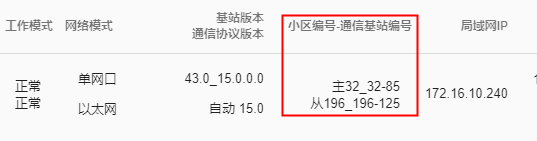 工作模式 网络模式 基站版本 通信协议版本 小区编号-通信基站编号 局域网IP
正常 单网口 43.0_15.0.0.0 主32_32-85 172.16.10.240
正常 以太网 自动 15.0 从196_196-125